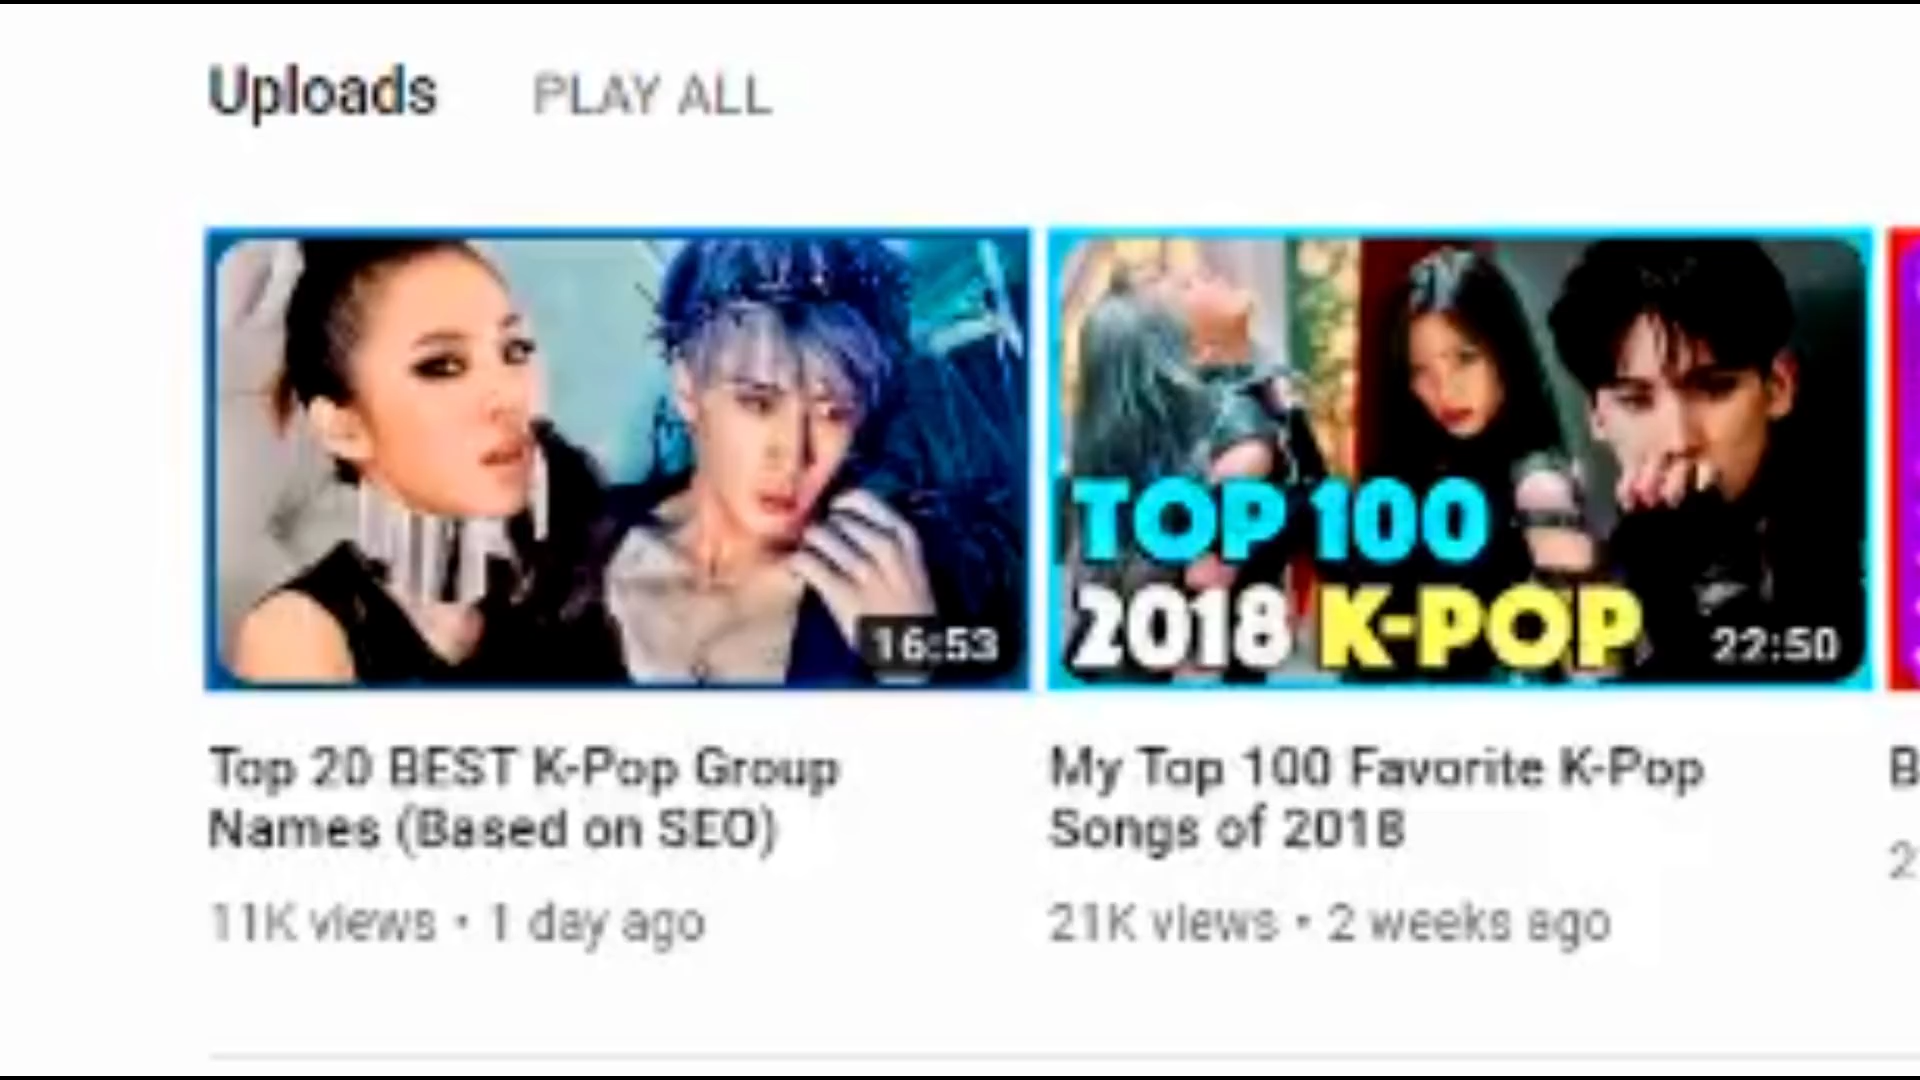 Uploads PLAY ALL
16:53
TOP 100
2018 K-POP
22:50
Top 20 BEST K-Pop Group
Names (Based on SEO)
11K views • 1 day ago
My Top 100 Favorite K-Pop
Songs of 2018
21K views • 2 weeks ago
B
2